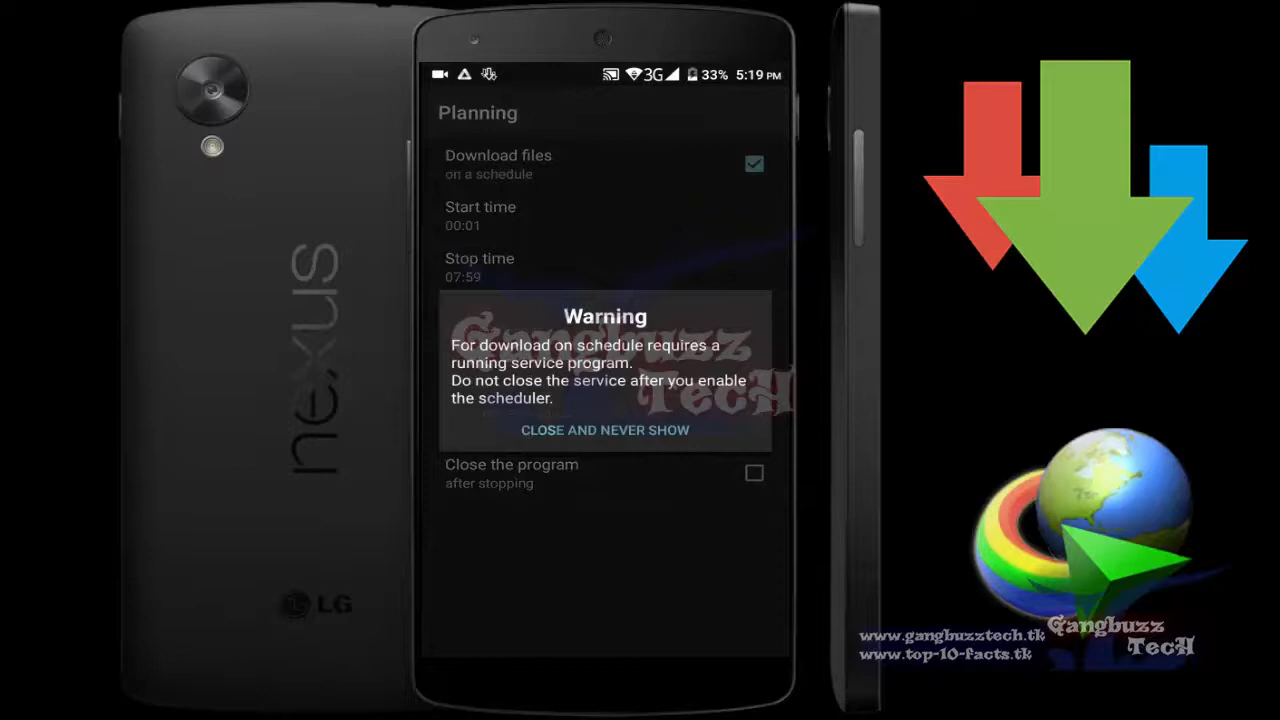 nexus
LG
3G 33% 5:19 PM
Planning
Download files
on a schedule
Start time
00:01
Stop time
07:59
Warning
For download on schedule requires a
running service program.
Do not close the service after you enable
the scheduler.
CLOSE AND NEVER SHOW
Close the program
after stopping
Gangbuzz
TecH
www.gangbuzztech.tk
www.top-10-facts.tk
Gangbuzz
TecH